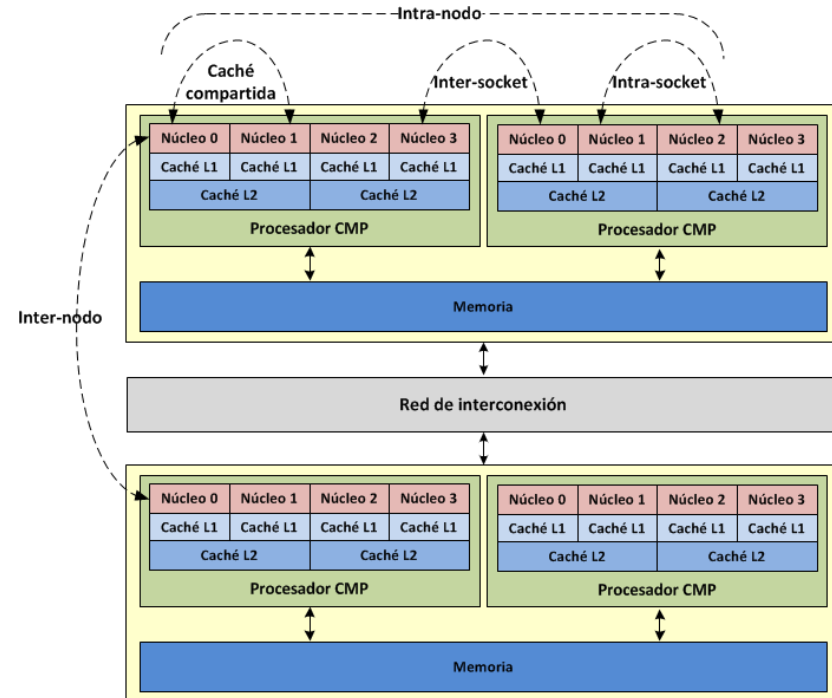 Intra-nodo
Caché
compartida
Inter-socket
Intra-socket
Núcleo 0 Núcleo 1 Núcleo 2 Núcleo 3
Caché L1 Caché L1 Caché L1 Caché L1
Caché L2 Caché L2
Procesador CMP
Núcleo 0 Núcleo 1 Núcleo 2 Núcleo 3
Caché L1 Caché L1 Caché L1 Caché L1
Caché L2 Caché L2
Procesador CMP
Memoria
Inter-nodo
Red de interconexión
Núcleo 0 Núcleo 1 Núcleo 2 Núcleo 3
Caché L1 Caché L1 Caché L1 Caché L1
Caché L2 Caché L2
Procesador CMP
Núcleo 0 Núcleo 1 Núcleo 2 Núcleo 3
Caché L1 Caché L1 Caché L1 Caché L1
Caché L2 Caché L2
Procesador CMP
Memoria